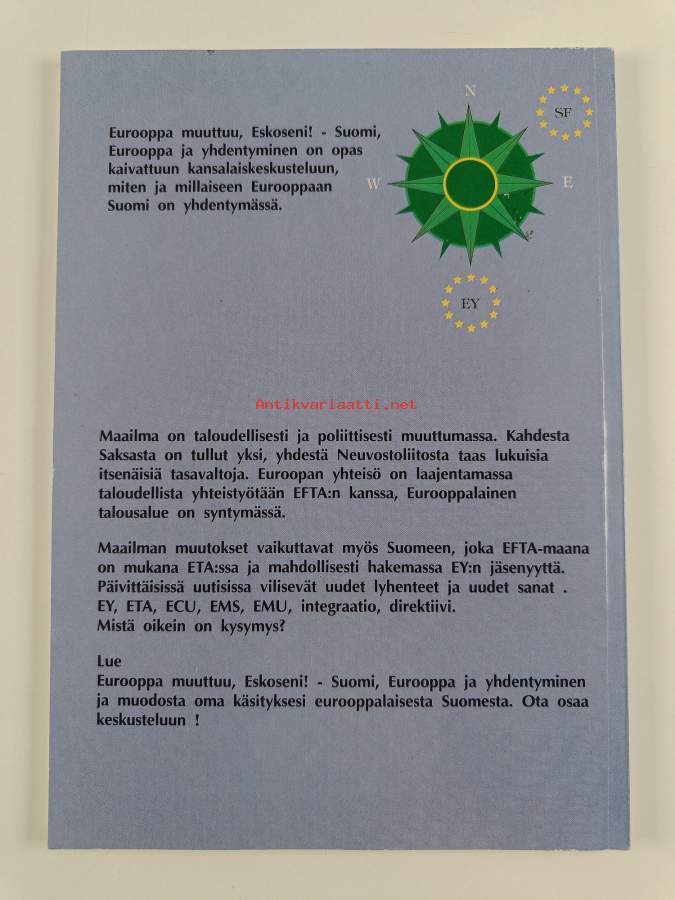 Eurooppa muuttuu, Eskoseni! - Suomi,
Eurooppa ja yhdentyminen on opas
kaivattuun kansalaiskeskusteluun,
miten ja millaiseen Eurooppaan
Suomi on yhdentymässä.
N
SF
W
E
EY
Antikvariaatti.net
Maailma on taloudellisesti ja poliittisesti muuttumassa. Kahdesta
Saksasta on tullut yksi, yhdestä Neuvostoliitosta taas lukuisia
itsenäisiä tasavaltoja. Euroopan yhteisö on laajentamassa
taloudellista yhteistyötään EFTA:n kanssa, Eurooppalainen
talousalue on syntymässä.
Maailman muutokset vaikuttavat myös Suomeen, joka EFTA-maana
on mukana ETA:ssa ja mahdollisesti hakemassa EY:n jäsenyyttä.
Päivittäisissä uutisissa vilisevät uudet lyhenteet ja uudet sanat .
EY, ETA, ECU, EMS, EMU, integraatio, direktiivi.
Mistä oikein on kysymys?
Lue
Eurooppa muuttuu, Eskoseni! - Suomi, Eurooppa ja yhdentyminen
ja muodosta oma käsityksesi eurooppalaisesta Suomesta. Ota osaa
keskusteluun !